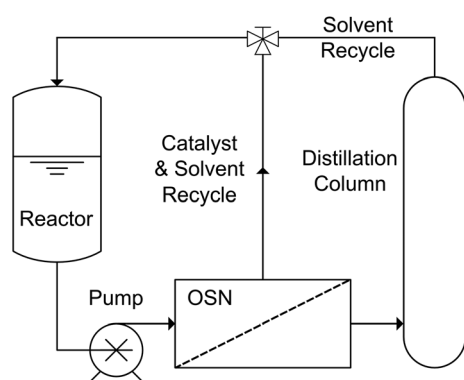 Solvent
Recycle
Catalyst
& Solvent
Recycle
Distillation
Column
Reactor
Pump
OSN